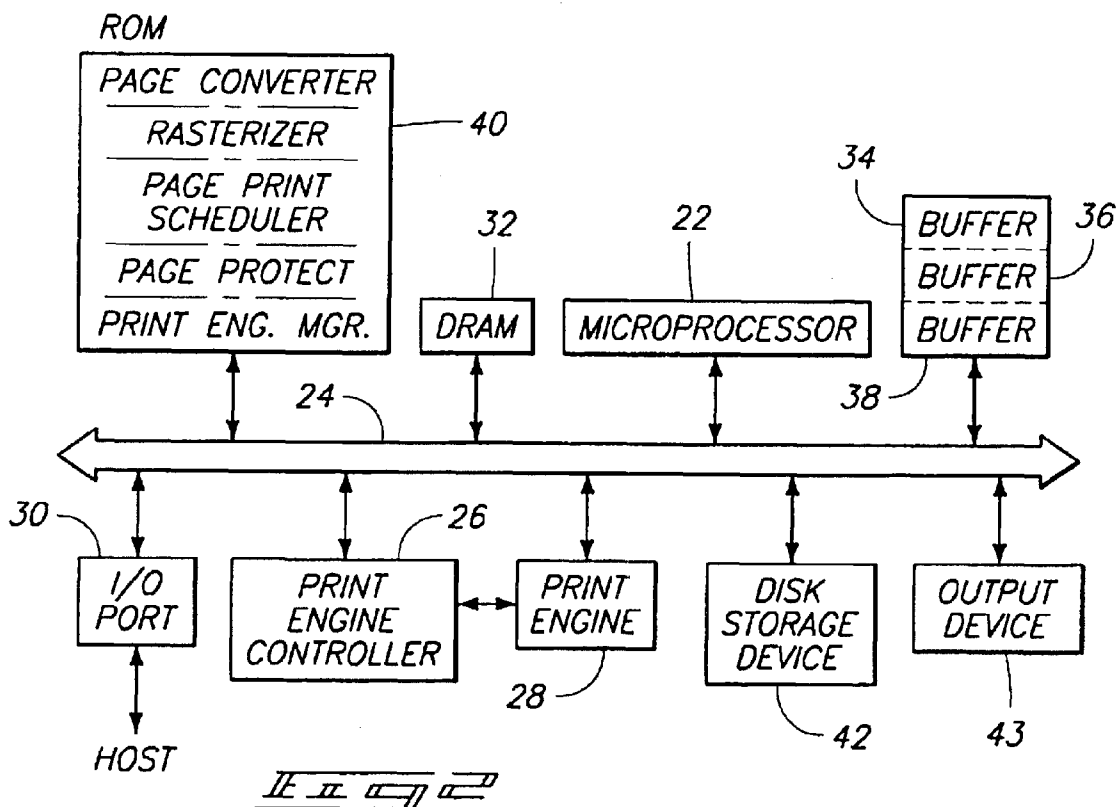 ROM
PAGE CONVERTER
RASTERIZER
PAGE PRINT
SCHEDULER
PAGE PROTECT
PRINT ENG. MGR.
40
32
DRAM
22
MICROPROCESSOR
34
BUFFER
36
BUFFER
BUFFER
38
24
30
I/O
PORT
HOST
26
PRINT
ENGINE
CONTROLLER
PRINT
ENGINE
28
DISK
STORAGE
DEVICE
42
OUTPUT
DEVICE
43
FIG 2